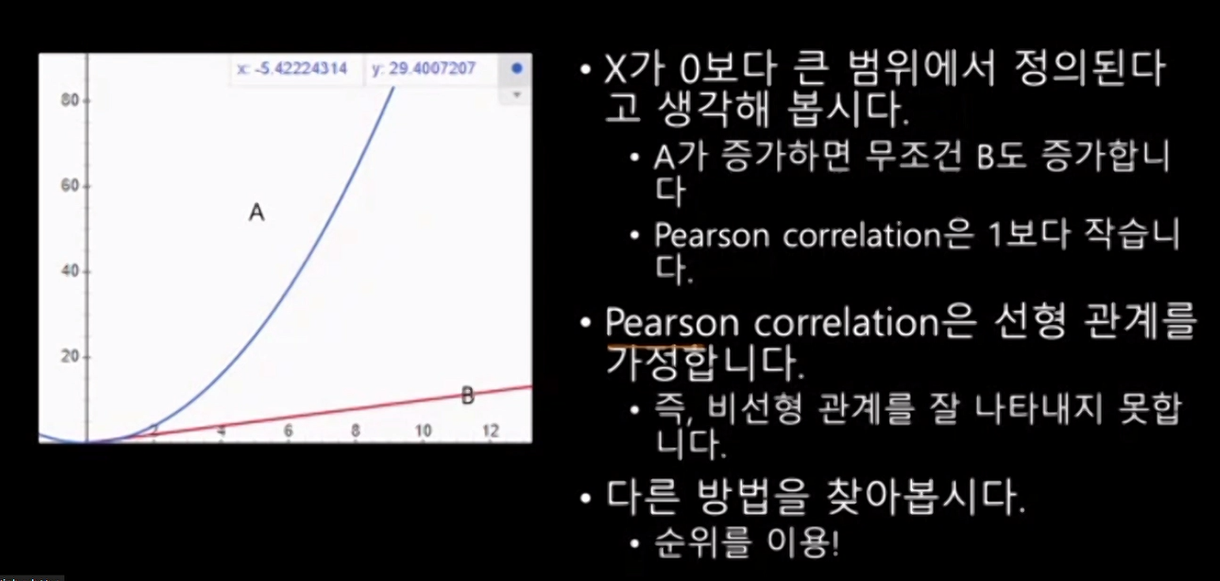 x: -5.42224314 y: 29.4007207
80
60
A
40
20
B
2 4 6 8 10 12
• X가 0보다 큰 범위에서 정의된다
고 생각해 봅시다.
• A가 증가하면 무조건 B도 증가합니
다
• Pearson correlation은 1보다 작습니
다.
• Pearson correlation은 선형 관계를
가정합니다.
• 즉, 비선형 관계를 잘 나타내지 못합
니다.
• 다른 방법을 찾아봅시다.
• 순위를 이용!